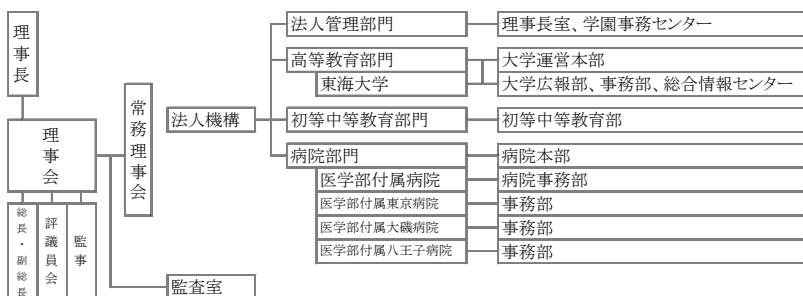 理事長
理事会
総長・副総長
評議員会
監事
常務理事会
監査室
法人機構
法人管理部門
理事長室、学園事務センター
高等教育部門
大学運営本部
東海大学
大学広報部、事務部、総合情報センター
初等中等教育部門
初等中等教育部
病院部門
病院本部
医学部付属病院
病院事務部
医学部付属東京病院
事務部
医学部付属大磯病院
事務部
医学部付属八王子病院
事務部